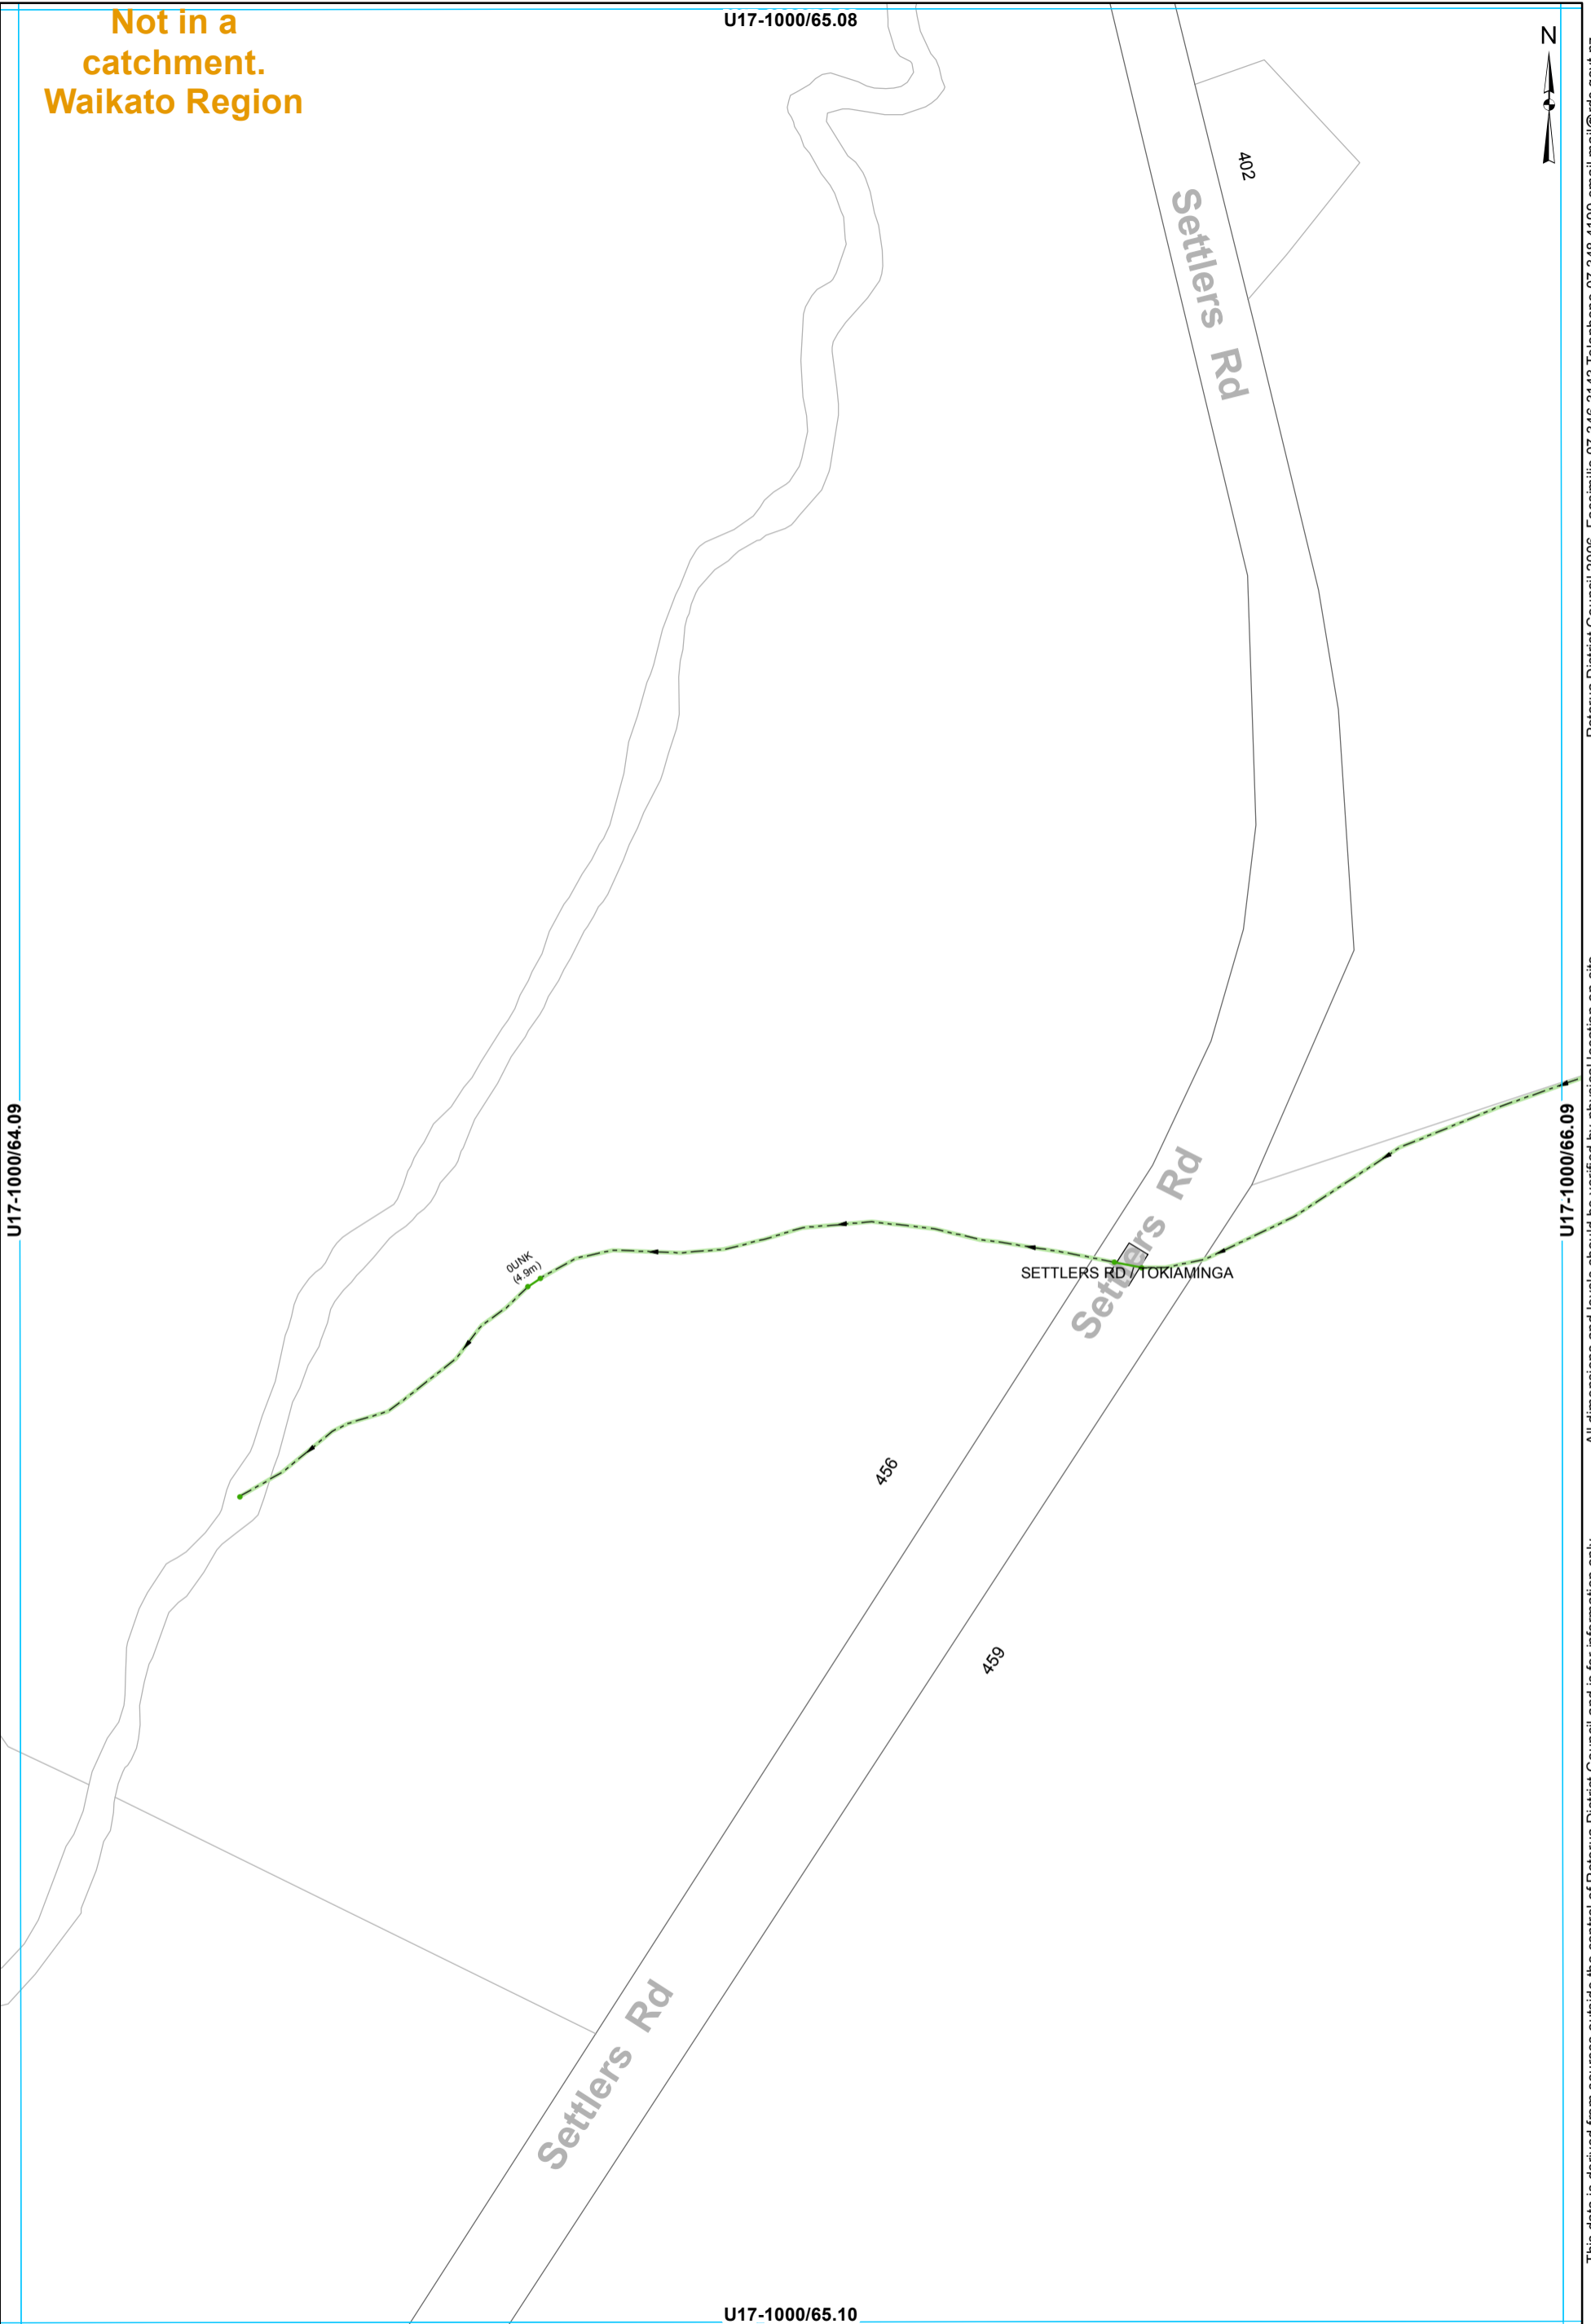 Not in a
catchment.
Waikato Region
U17-1000/65.08
N
402
Settlers Rd
U17-1000/64.09
U17-1000/66.09
Settlers Rd
0UNK
(4.9m)
SETTLERS RD / TOKIAMINGA
456
459
Settlers Rd
U17-1000/65.10